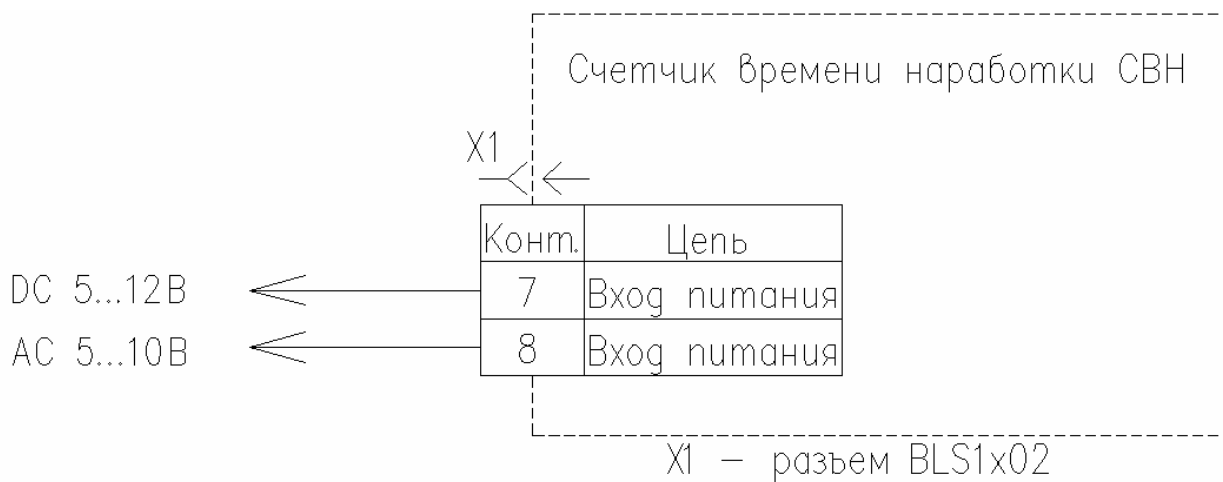 Счетчик времени наработки СВН
X1
Конт. Цепь
DC 5...12В 7 Вход питания
AC 5...10В 8 Вход питания
X1 – разъем BLS1x02